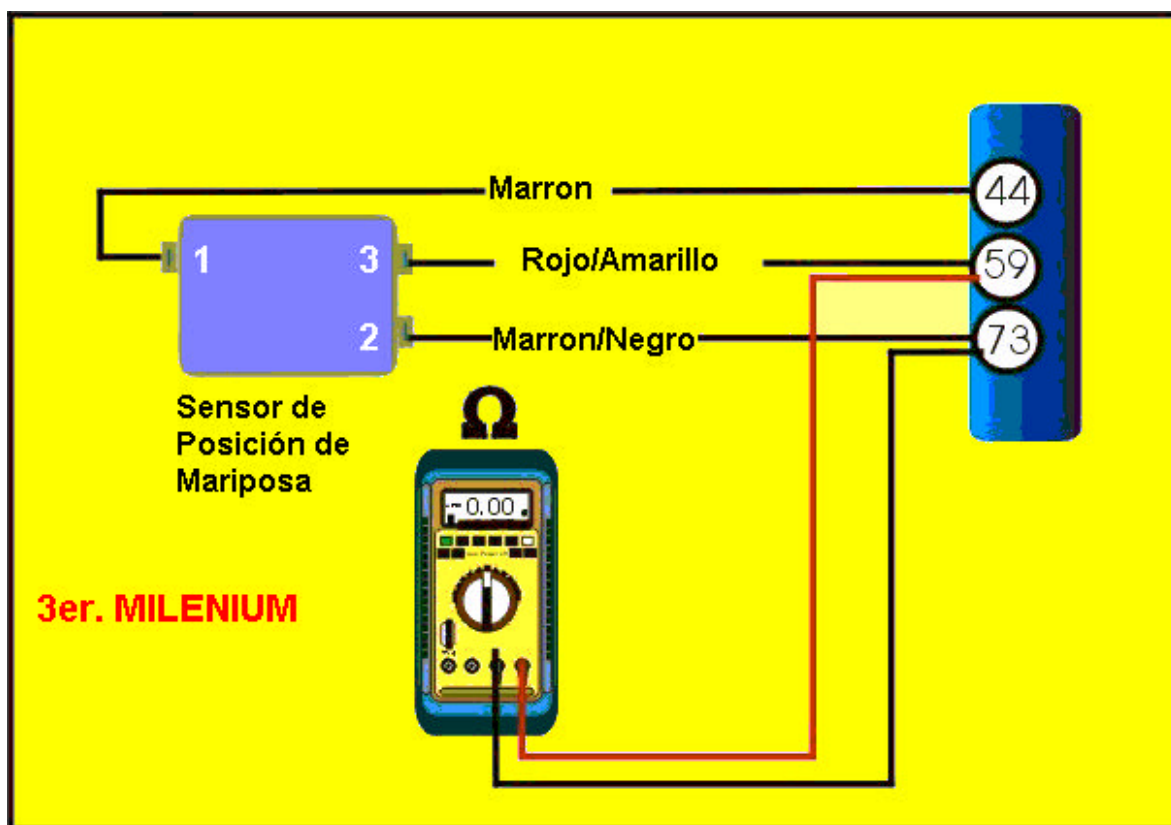 Marron
44
1
3
Rojo/Amarillo
59
2
Marron/Negro
73
Sensor de
Posición de
Mariposa
Ω
0.00
3er. MILENIUM